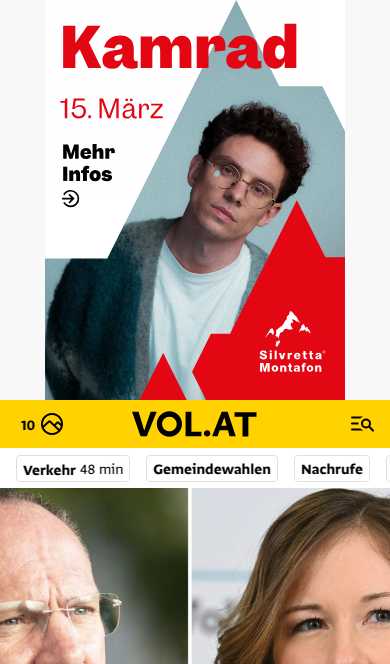 Kamrad
15. März
Mehr
Infos
Silvretta®
Montafon
10
VOL.AT
Verkehr 48 min
Gemeindewahlen
Nachrufe